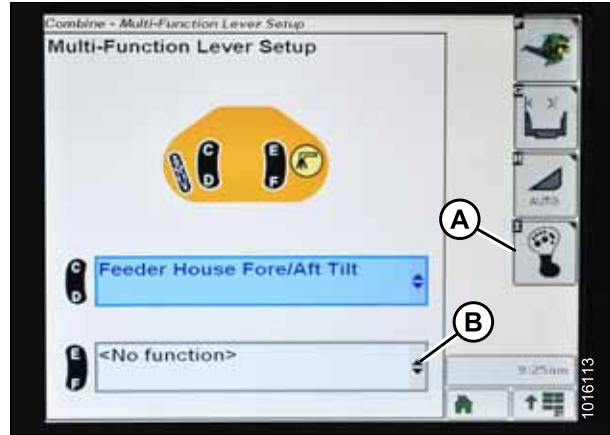 Combine - Multi-Function Lever Setup
Multi-Function Lever Setup
C
D
E
F
C
D
Feeder House Fore/Aft Tilt
E
F
<No function>
AUTO
A
B
9:25am
1016113